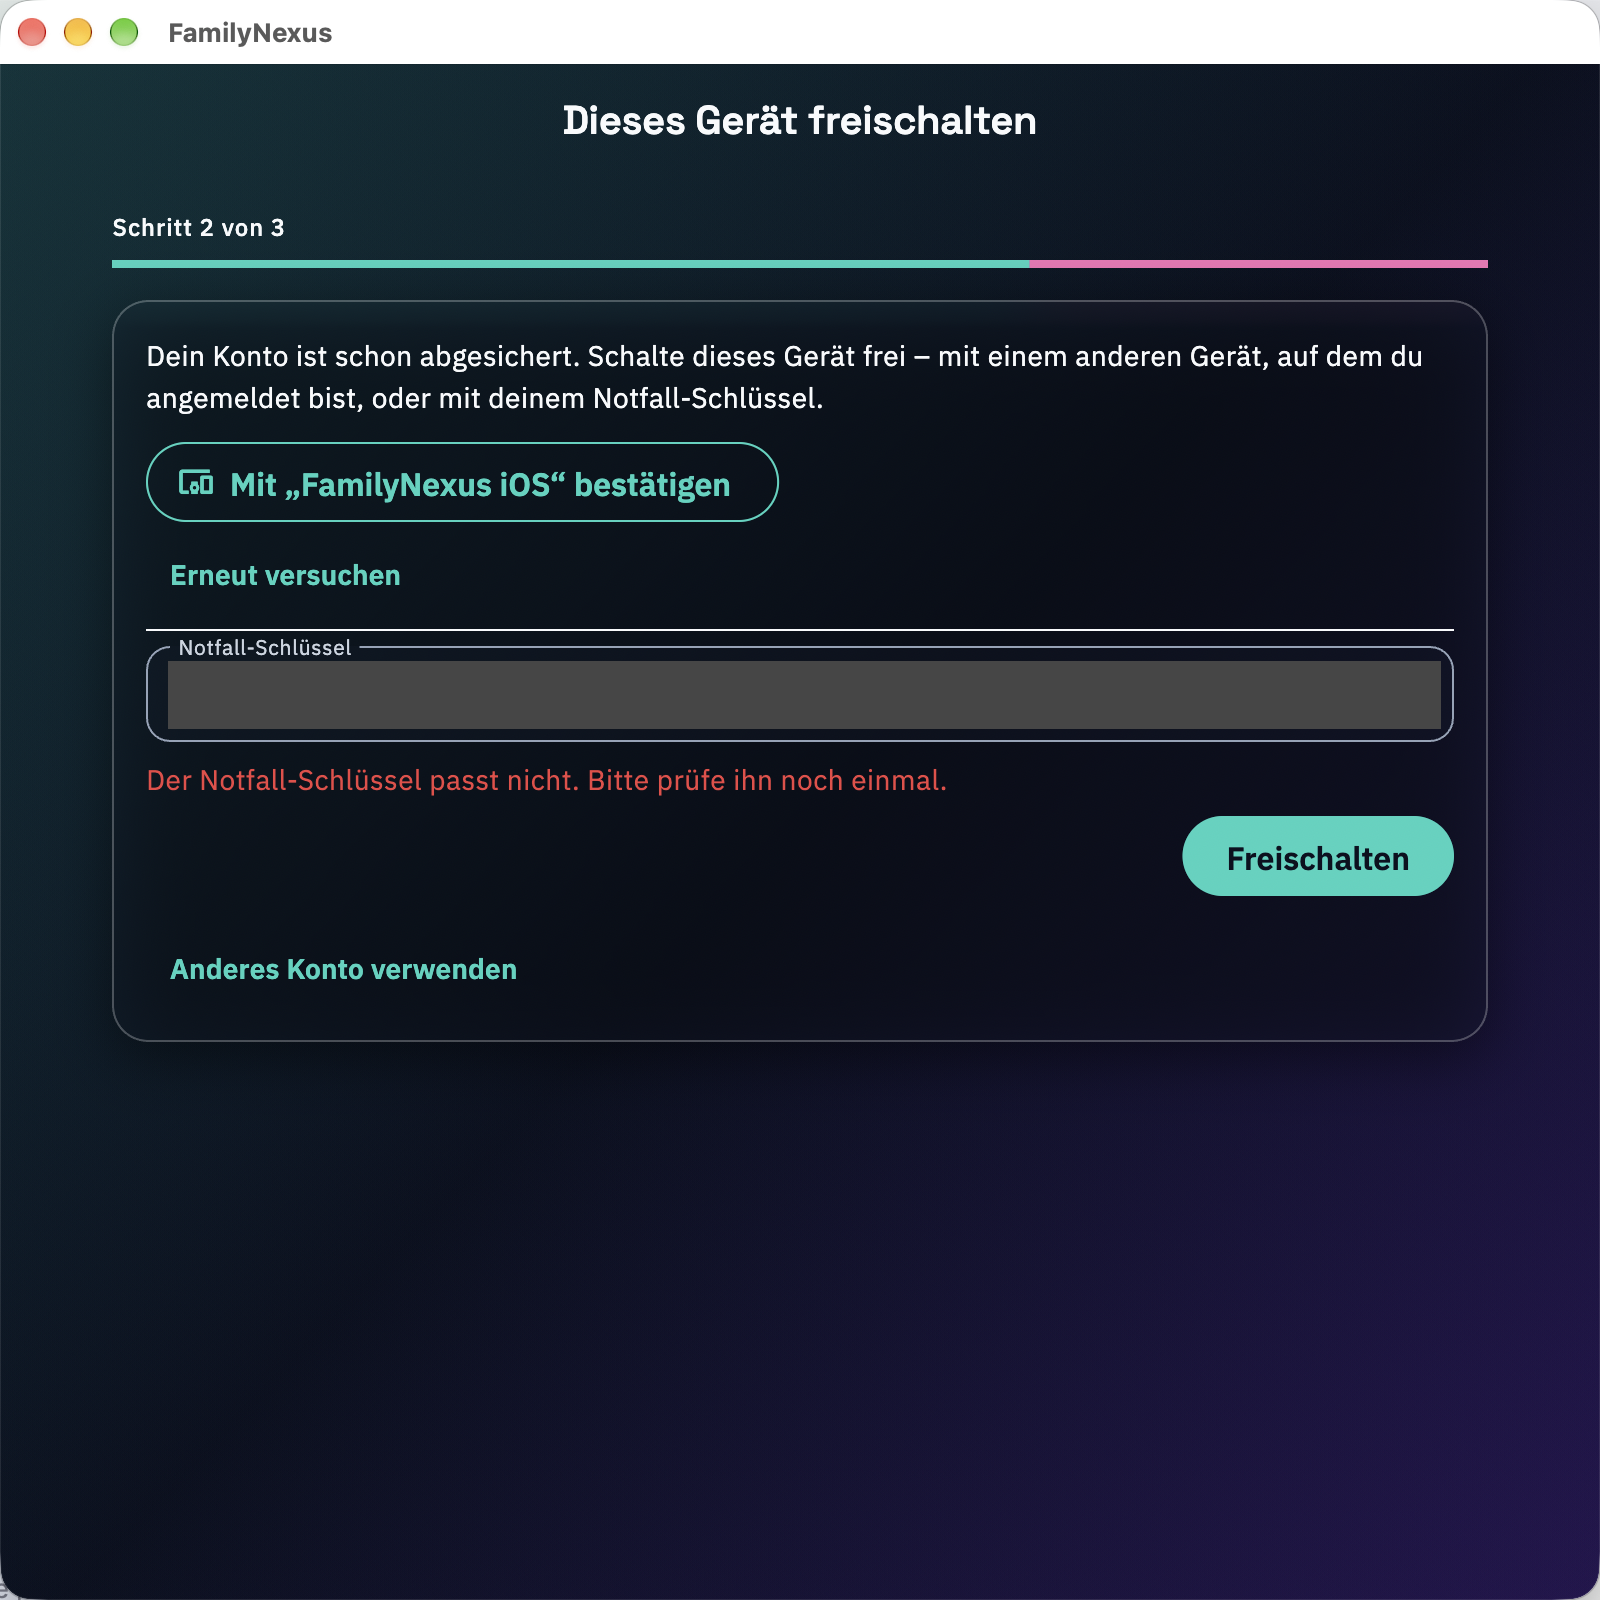 FamilyNexus
Dieses Gerät freischalten
Schritt 2 von 3
Dein Konto ist schon abgesichert. Schalte dieses Gerät frei – mit einem anderen Gerät, auf dem du
angemeldet bist, oder mit deinem Notfall-Schlüssel.
Mit „FamilyNexus iOS“ bestätigen
Erneut versuchen
Notfall-Schlüssel
Der Notfall-Schlüssel passt nicht. Bitte prüfe ihn noch einmal.
Freischalten
Anderes Konto verwenden